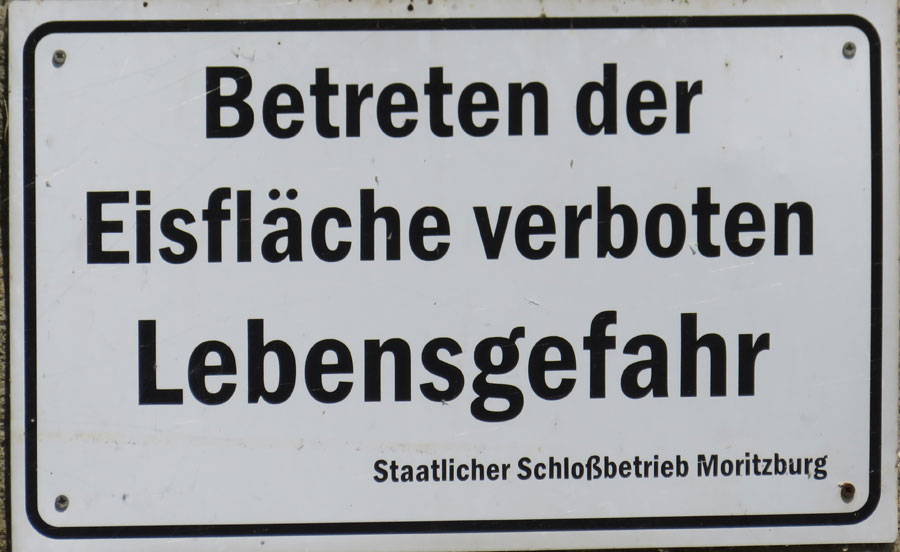 Betreten der
Eisfläche verboten
Lebensgefahr
Staatlicher Schloßbetrieb Moritzburg